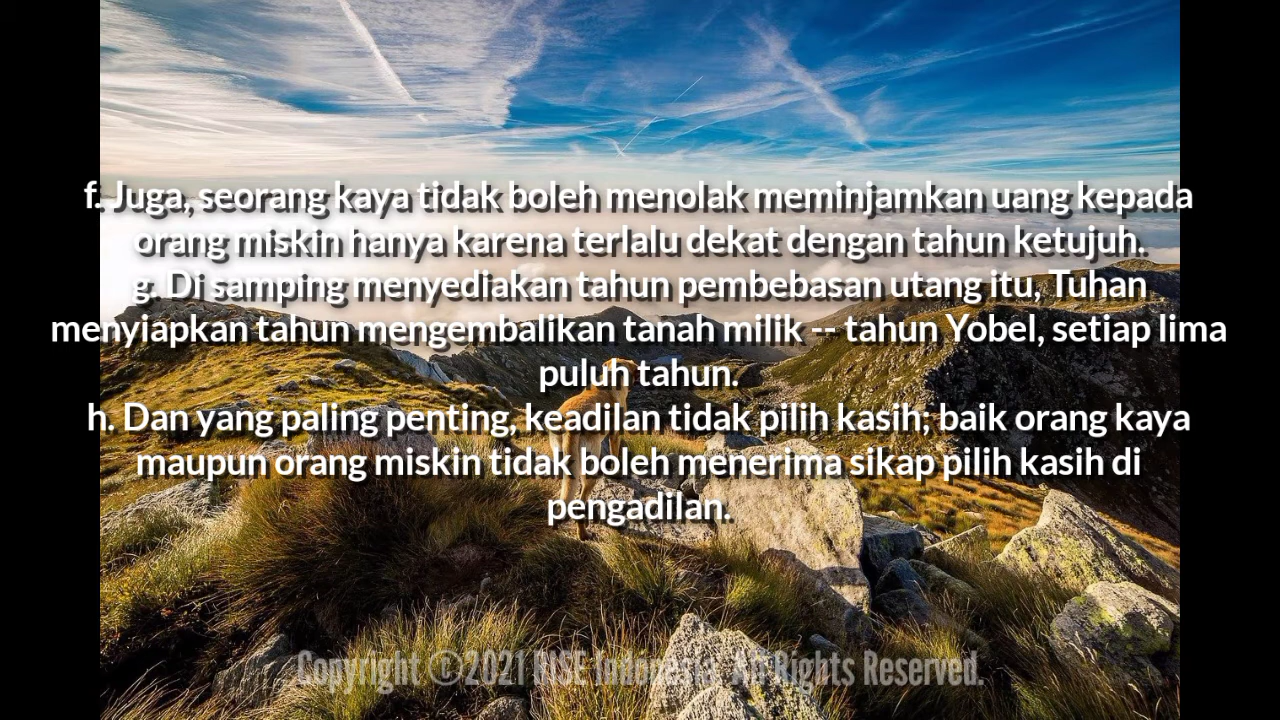 f. Juga, seorang kaya tidak boleh menolak meminjamkan uang kepada
orang miskin hanya karena terlalu dekat dengan tahun ketujuh.
g. Di samping menyediakan tahun pembebasan utang itu, Tuhan
menyiapkan tahun mengembalikan tanah milik -- tahun Yobel, setiap lima
puluh tahun.
h. Dan yang paling penting, keadilan tidak pilih kasih; baik orang kaya
maupun orang miskin tidak boleh menerima sikap pilih kasih di
pengadilan.
Copyright ©2021 RISE Indonesia. All Rights Reserved.